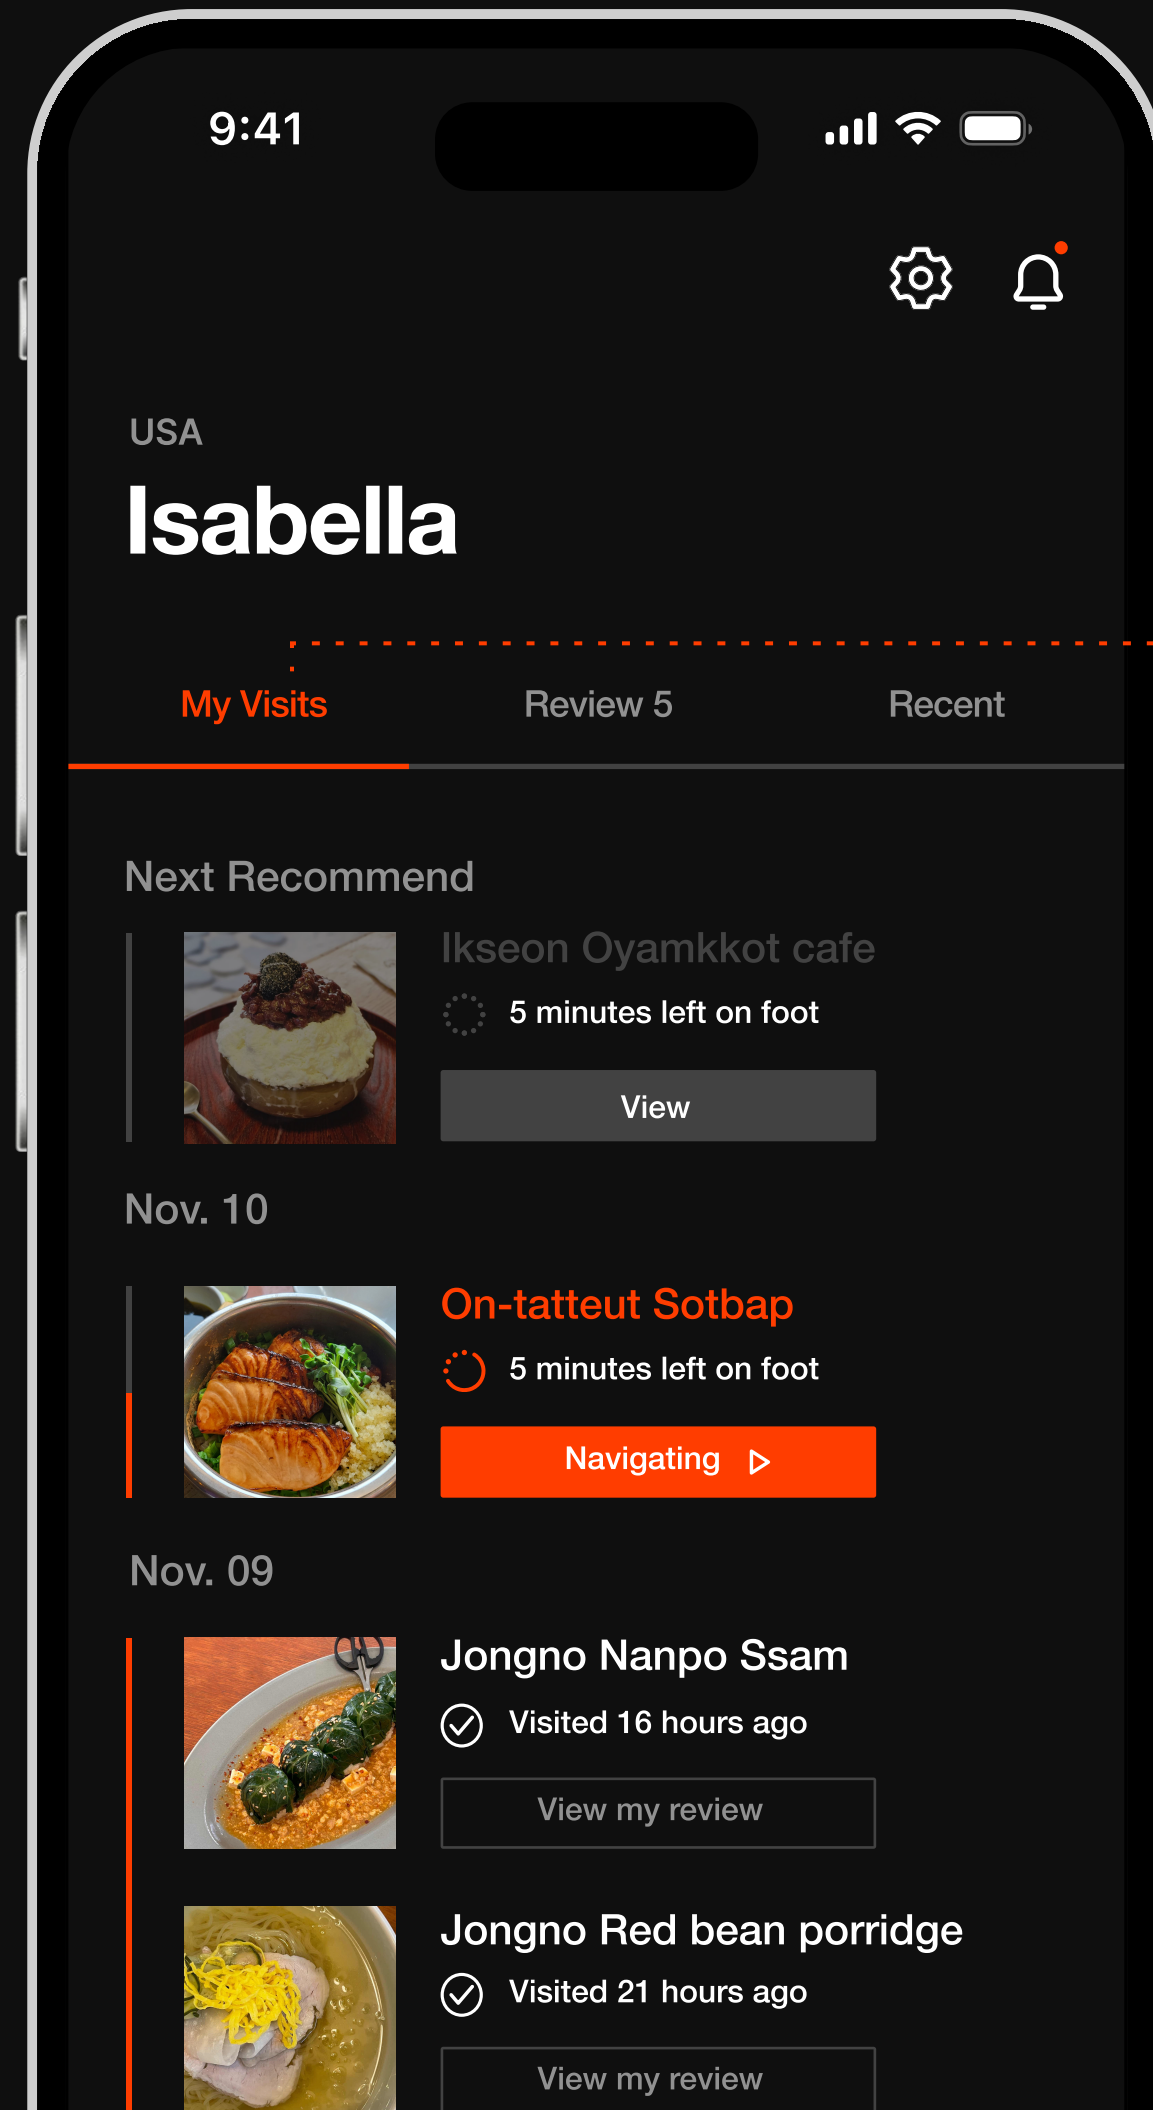 9:41
USA
Isabella
My Visits
Review 5
Recent
Next Recommend
Ikseon Oyamkkot cafe
5 minutes left on foot
View
Nov. 10
On-tatteut Sotbap
5 minutes left on foot
Navigating
Nov. 09
Jongno Nanpo Ssam
Visited 16 hours ago
View my review
Jongno Red bean porridge
Visited 21 hours ago
View my review